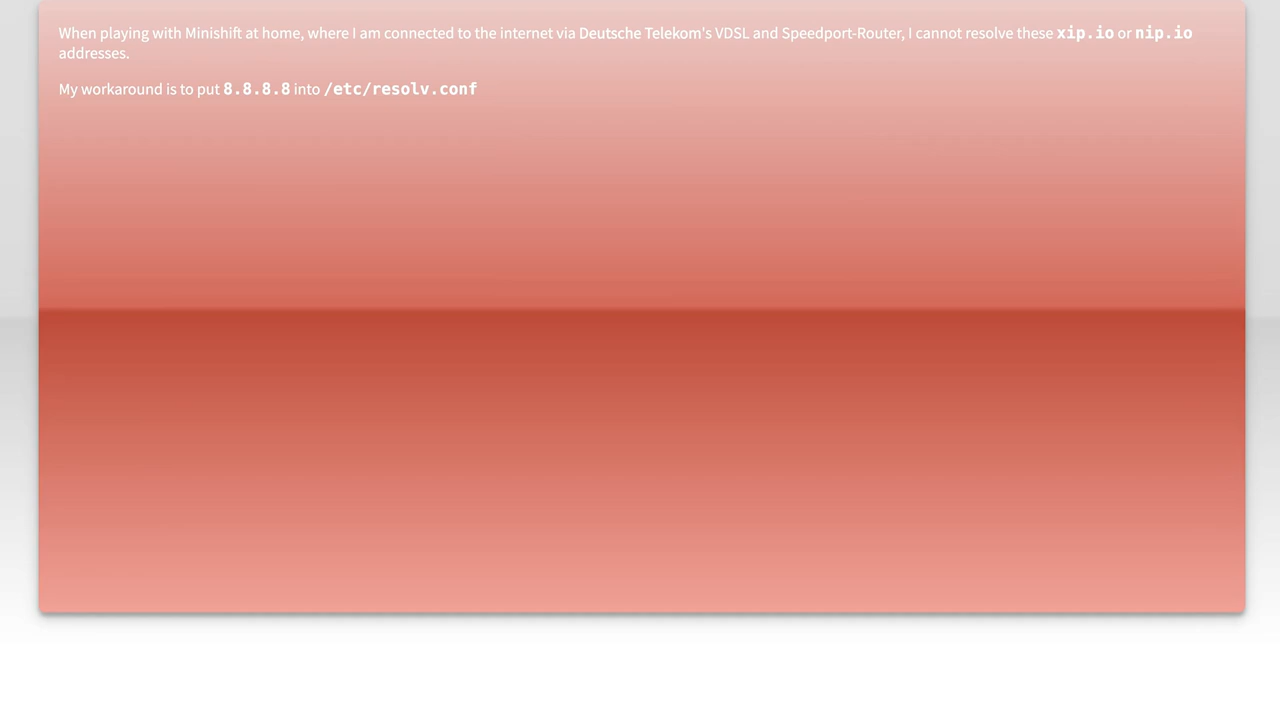 When playing with Minishift at home, where I am connected to the internet via Deutsche Telekom's VDSL and Speedport-Router, I cannot resolve these xip.io or nip.io
addresses.
My workaround is to put 8.8.8.8 into /etc/resolv.conf